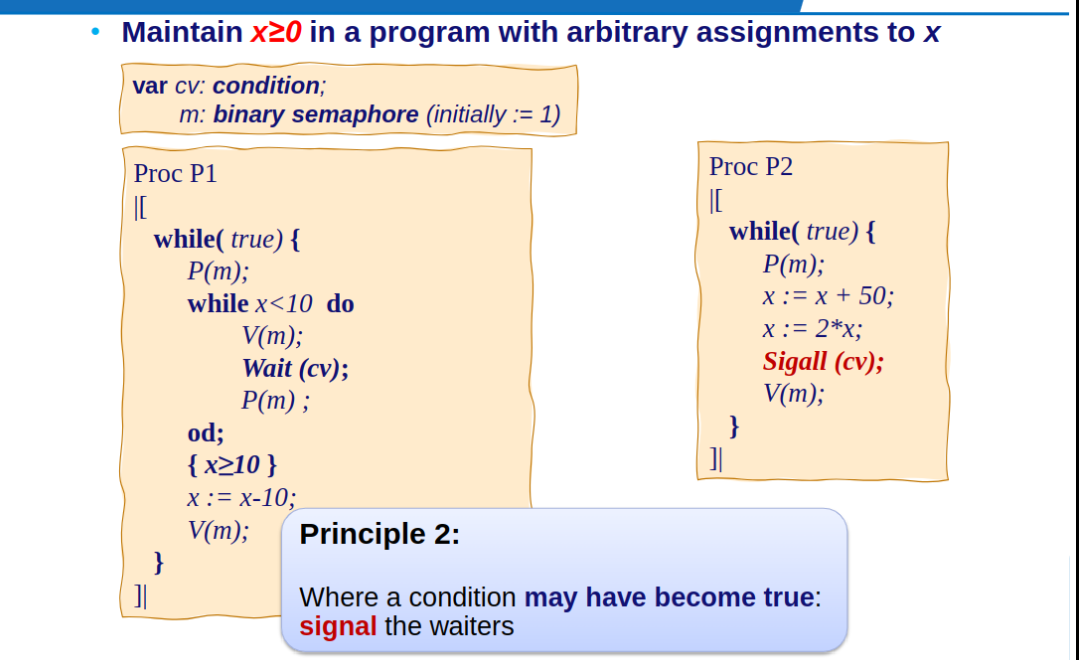 • Maintain x≥0 in a program with arbitrary assignments to x
var cv: condition;
m: binary semaphore (initially := 1)
Proc P1
|[
while( true) {
P(m);
while x<10 do
V(m);
Wait (cv);
P(m) ;
od;
{ x≥10 }
x := x-10;
V(m);
}
]|
Proc P2
|[
while( true) {
P(m);
x := x + 50;
x := 2*x;
Sigall (cv);
V(m);
}
]|
Principle 2:
Where a condition may have become true:
signal the waiters